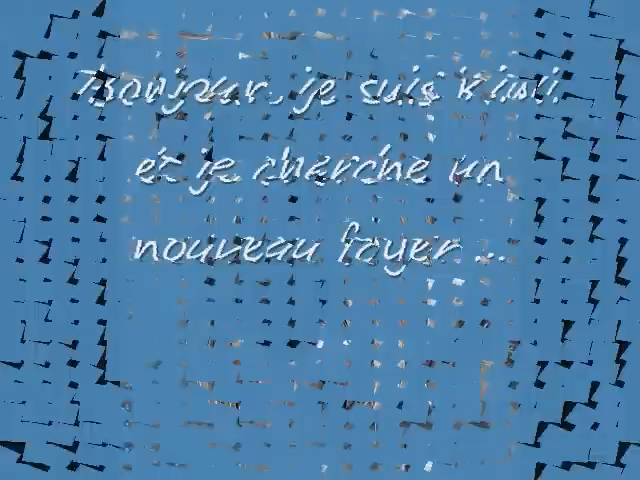 Bonjour, je suis Kiwi
et je cherche un
nouveau foyer ...